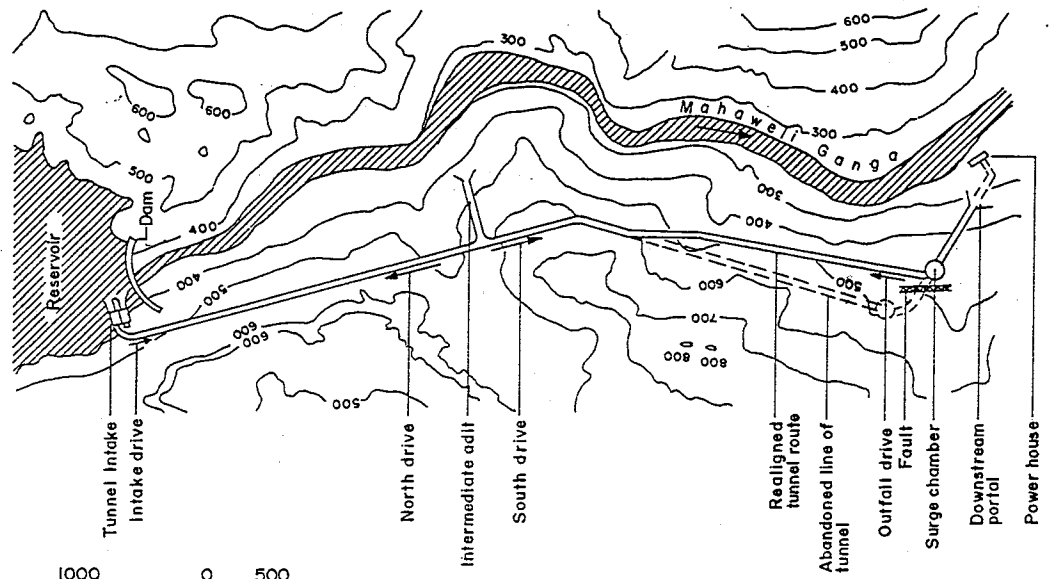 600
500
400
300
Mahaweli
Ganga
300
600
600
500
400
Dam
Reservoir
400
500
300
400
500
600
700
800
800
600
600
500
Tunnel Intake
Intake drive
North drive
Intermediate adit
South drive
Realigned
tunnel route
Abandoned line of
tunnel
Outfall drive
Fault
Surge chamber
Downstream
portal
Power house
1000 0 500